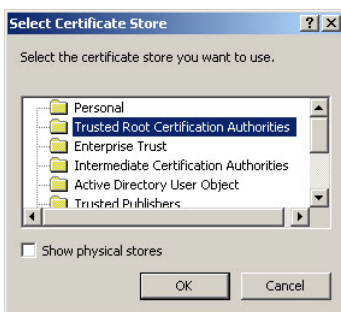 Select Certificate Store
Select the certificate store you want to use.
Personal
Trusted Root Certification Authorities
Enterprise Trust
Intermediate Certification Authorities
Active Directory User Object
Trusted Publishers
Show physical stores
OK Cancel